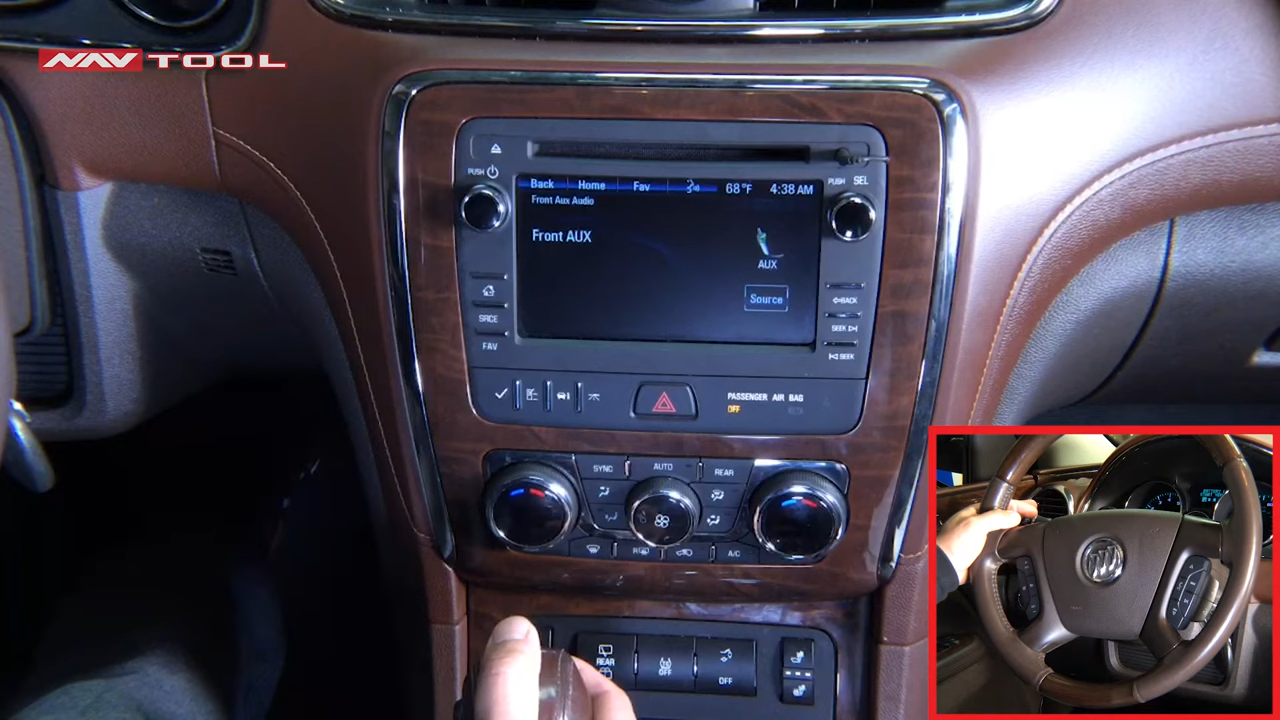 NAVTOOL
PUSH
PUSH SEL
Back Home Fav 68°F 4:38 AM
Front Aux Audio
Front AUX
AUX
Source
SRCE
FAV
BACK
SEEK
SEEK
PASSENGER AIR BAG
OFF
SYNC AUTO REAR
A/C
REAR
OFF
OFF